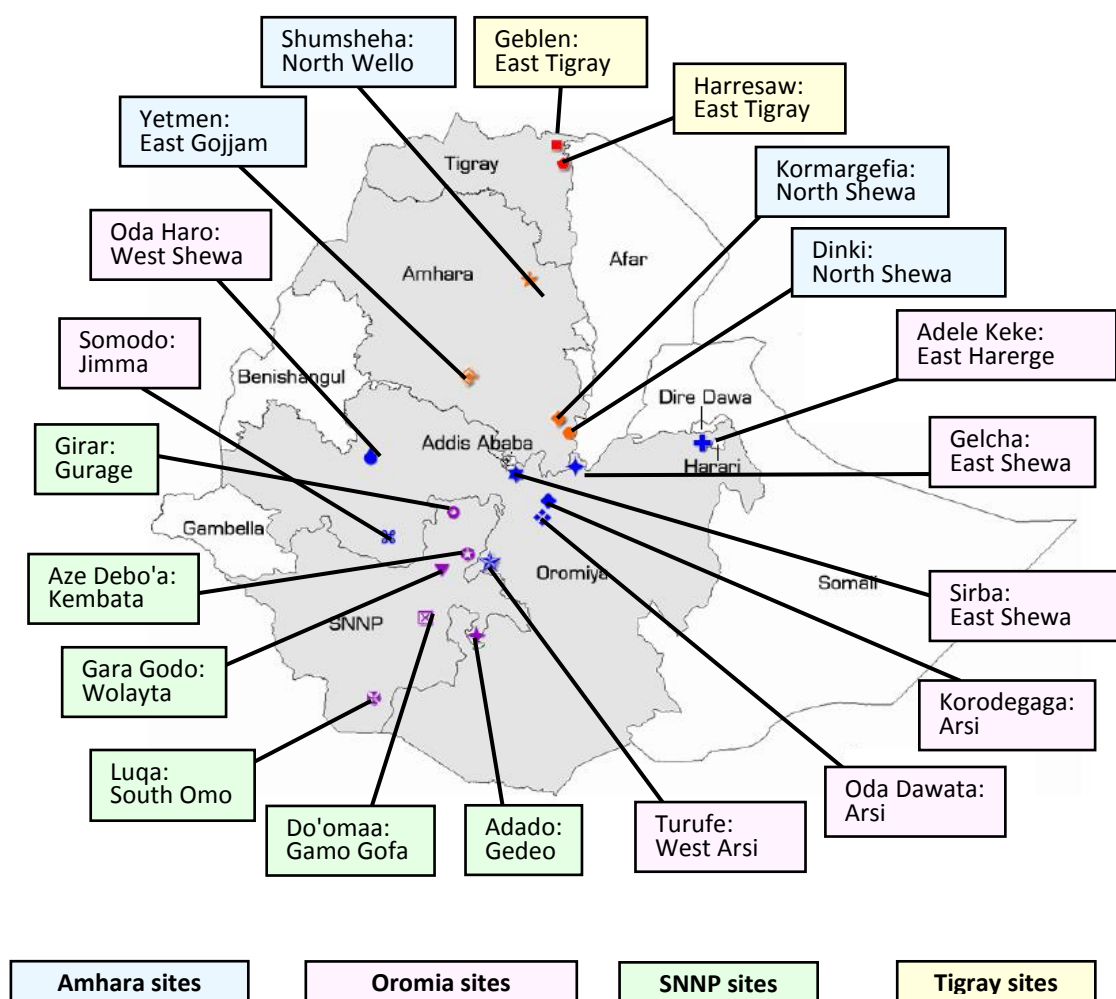 Shumsheha:
North Wello
Geblen:
East Tigray
Harresaw:
East Tigray
Yetmen:
East Gojjam
Tigray
Kormargefia:
North Shewa
Oda Haro:
West Shewa
Amhara
Afar
Dinki:
North Shewa
Somodo:
Jimma
Adele Keke:
East Harerge
Benishangul
Dire Dawa
Girar:
Gurage
Addis Ababa
Harari
Gelcha:
East Shewa
Gambella
Aze Debo'a:
Kembata
Oromiya
Somali
Sirba:
East Shewa
SNNP
Gara Godo:
Wolayta
Korodegaga:
Arsi
Luqa:
South Omo
Oda Dawata:
Arsi
Do'omaa:
Gamo Gofa
Adado:
Gedeo
Turufe:
West Arsi
Amhara sites
Oromia sites
SNNP sites
Tigray sites